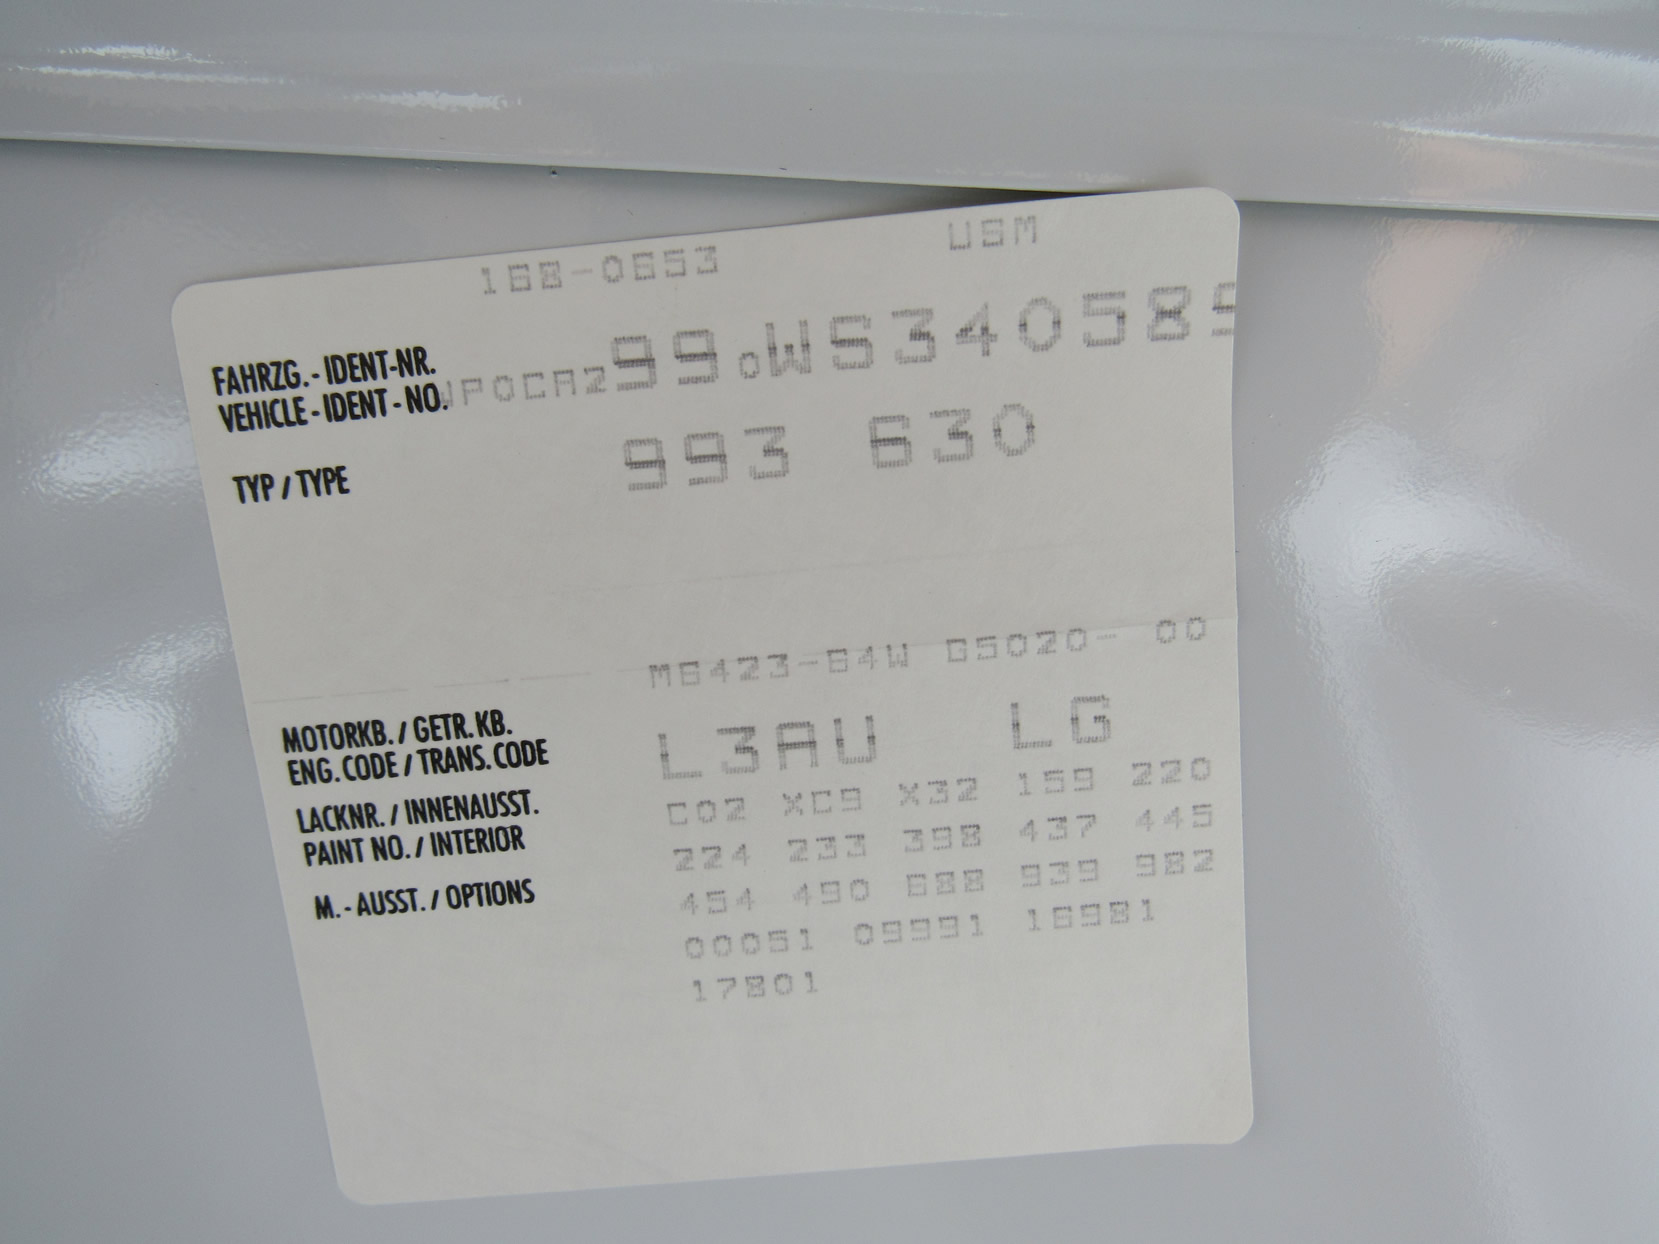 168-0653 USM
FAHRZG.-IDENT-NR.
VEHICLE-IDENT-NO. WP0CA299oWS340589
TYP/TYPE 993 630
M6423-64W G5020- 00
MOTORKB./GETR.KB.
ENG.CODE/TRANS.CODE L3AU LG
LACKNR./INNENAUSST. C02 XC9 X32 159 220
PAINT NO./INTERIOR 224 233 398 437 445
M.-AUSST./OPTIONS 454 490 688 939 982
00051 09991 16981
17801